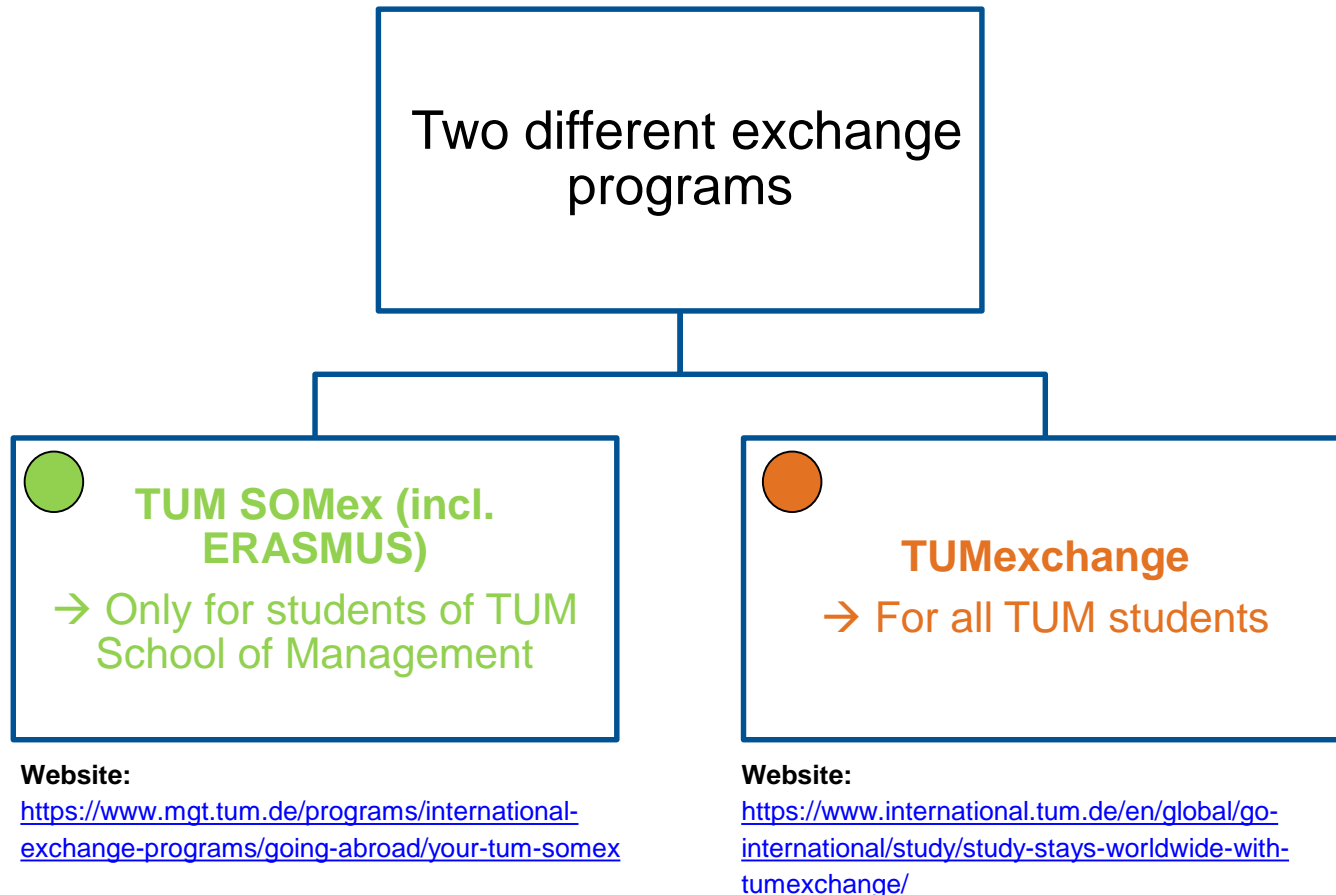 Two different exchange
programs
TUM SOMex (incl.
ERASMUS)
→ Only for students of TUM
School of Management
Website:
https://www.mgt.tum.de/programs/international-
exchange-programs/going-abroad/your-tum-somex
TUMexchange
→ For all TUM students
Website:
https://www.international.tum.de/en/global/go-
international/study/study-stays-worldwide-with-
tumexchange/